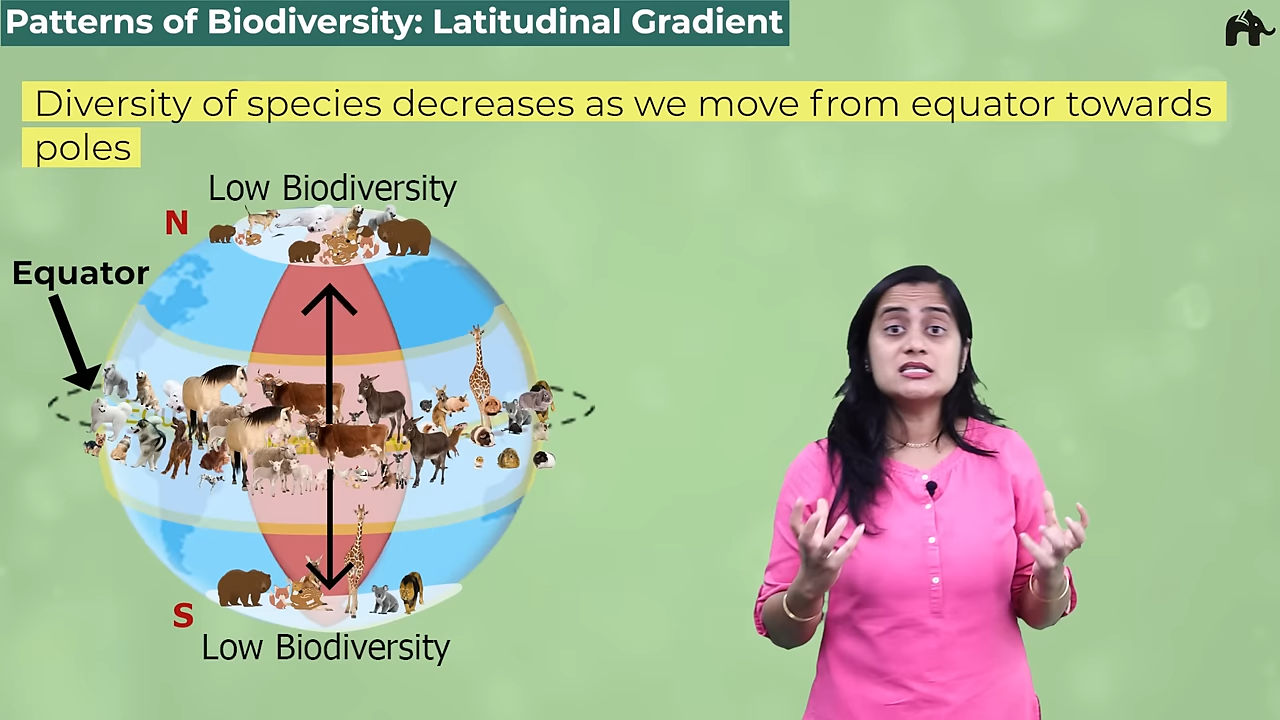 Patterns of Biodiversity: Latitudinal Gradient
Diversity of species decreases as we move from equator towards
poles
Low Biodiversity
N
Equator
S
Low Biodiversity